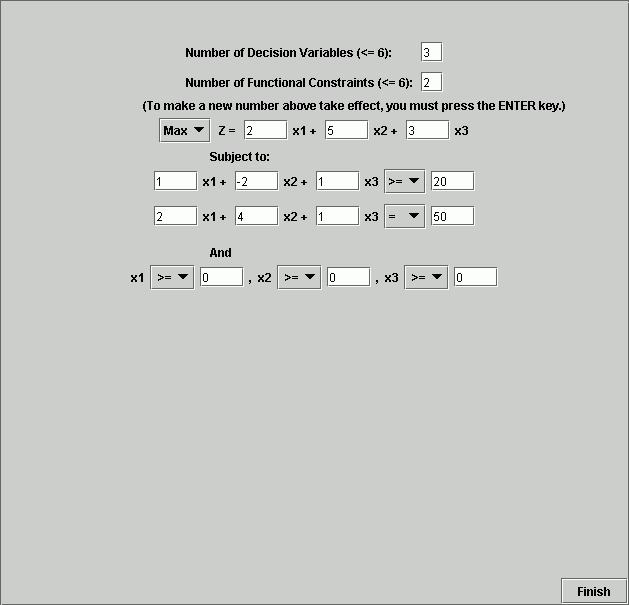 Number of Decision Variables (<= 6): 3
Number of Functional Constraints (<= 6): 2
(To make a new number above take effect, you must press the ENTER key.)
Max Z = 2 x1 + 5 x2 + 3 x3
Subject to:
1 x1 + -2 x2 + 1 x3 >= 20
2 x1 + 4 x2 + 1 x3 = 50
And
x1 >= 0 , x2 >= 0 , x3 >= 0
Finish